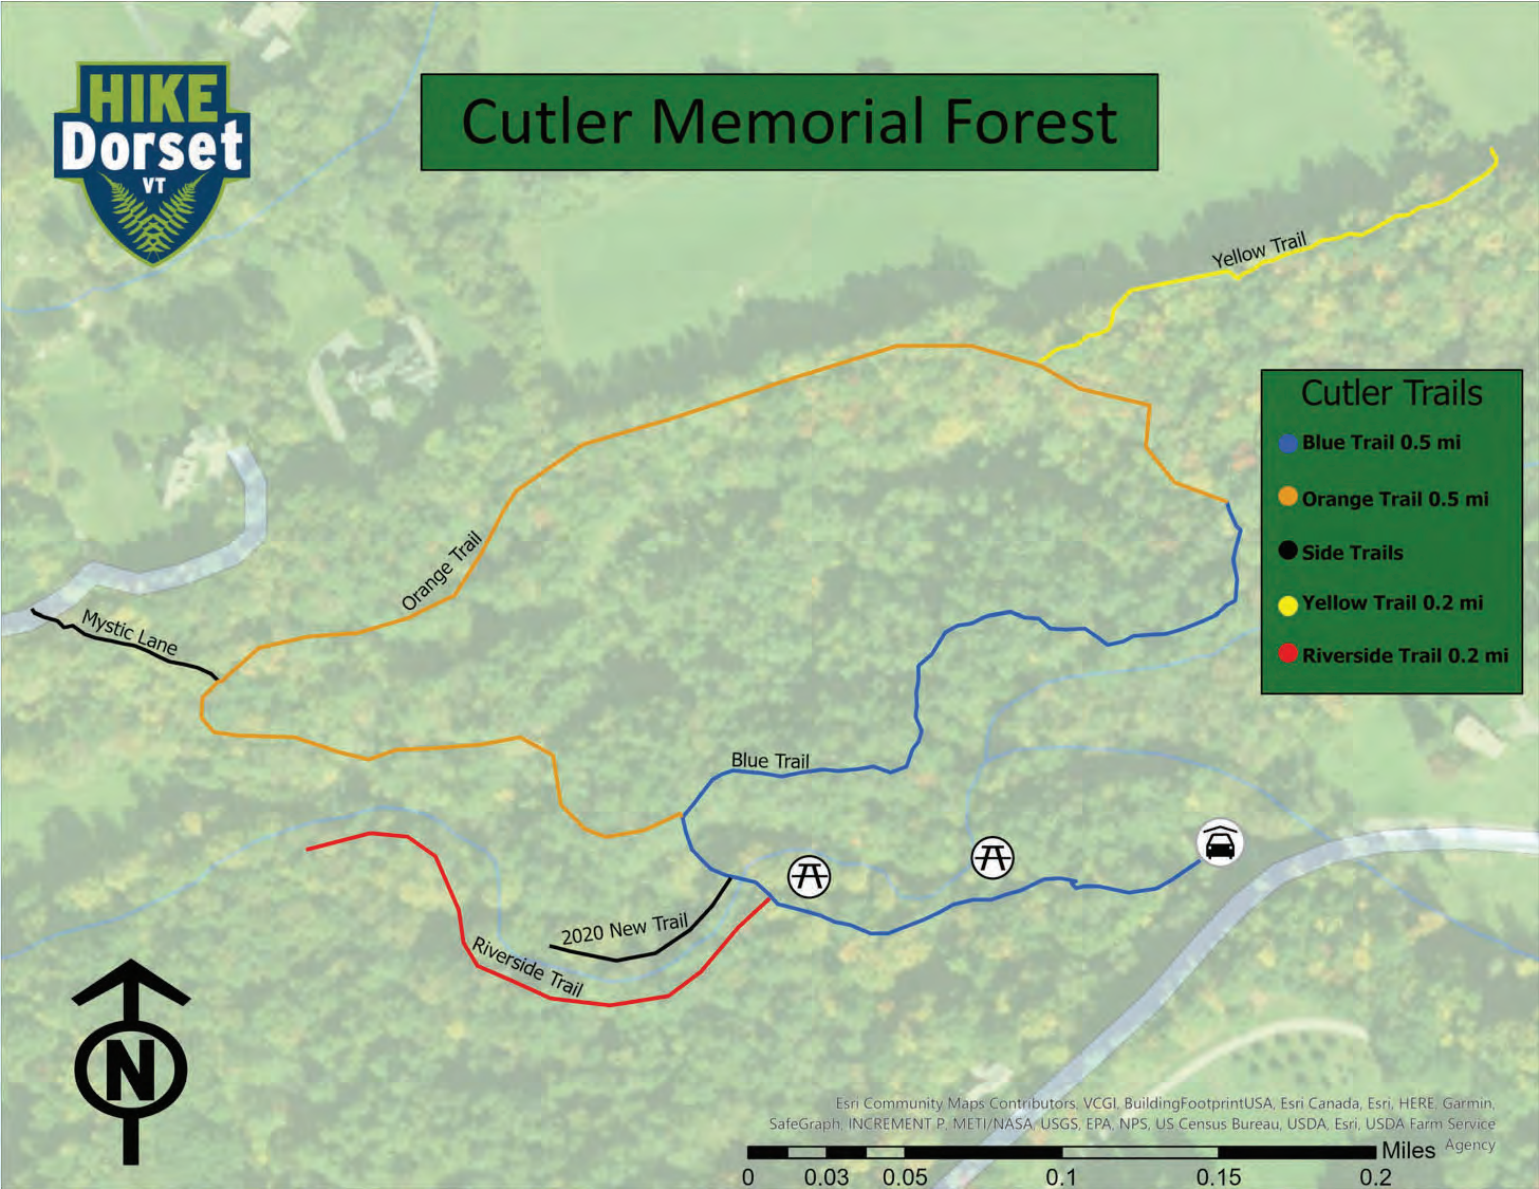 HIKE
Dorset
VT
Cutler Memorial Forest
Yellow Trail
Cutler Trails
Blue Trail 0.5 mi
Orange Trail 0.5 mi
Side Trails
Yellow Trail 0.2 mi
Riverside Trail 0.2 mi
Orange Trail
Mystic Lane
Blue Trail
2020 New Trail
Riverside Trail
N
Esri Community Maps Contributors, VCGI, BuildingFootprintUSA, Esri Canada, Esri, HERE, Garmin,
SafeGraph, INCREMENT P, METI/NASA, USGS, EPA, NPS, US Census Bureau, USDA, Esri, USDA Farm Service
Agency
Miles
0 0.03 0.05 0.1 0.15 0.2